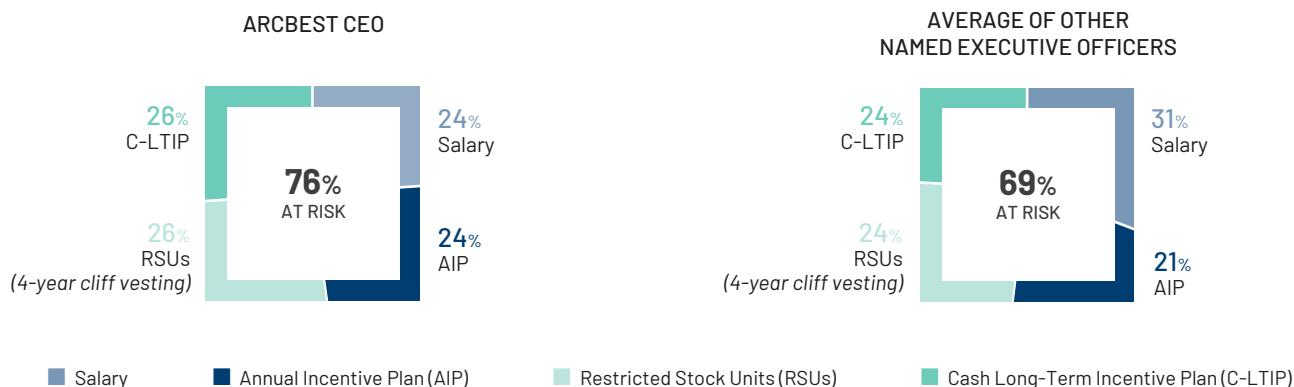 ARCBEST CEO
26%
C-LTIP
24%
Salary
76%
AT RISK
26%
RSUs
(4-year cliff vesting)
24%
AIP
AVERAGE OF OTHER
NAMED EXECUTIVE OFFICERS
24%
C-LTIP
31%
Salary
69%
AT RISK
24%
RSUs
(4-year cliff vesting)
21%
AIP
Salary
Annual Incentive Plan (AIP)
Restricted Stock Units (RSUs)
Cash Long-Term Incentive Plan (C-LTIP)